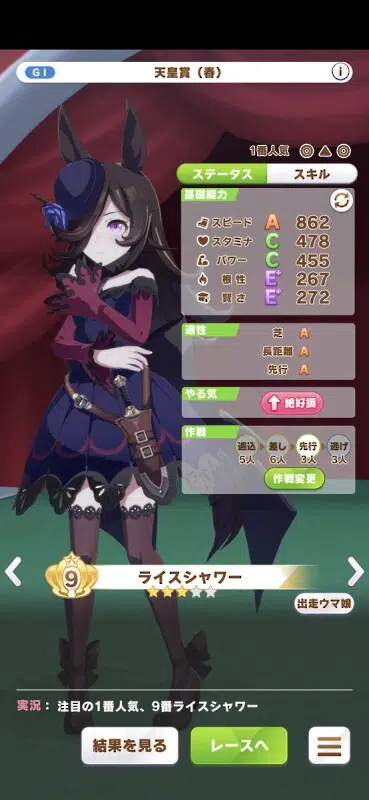 GⅠ 天皇賞（春） i
1番人気 ◎ ▲ ◎
ステータス スキル
基礎能力
スピード A 862
スタミナ C 478
パワー C 455
根性 E+ 267
賢さ E+ 272
適性
芝 A
長距離 A
先行 A
やる気
絶好調
作戦
追込 差し 先行 逃げ
5人 6人 3人 3人
作戦変更
9 ライスシャワー
出走ウマ娘
実況： 注目の1番人気、9番ライスシャワー
結果を見る レースへ